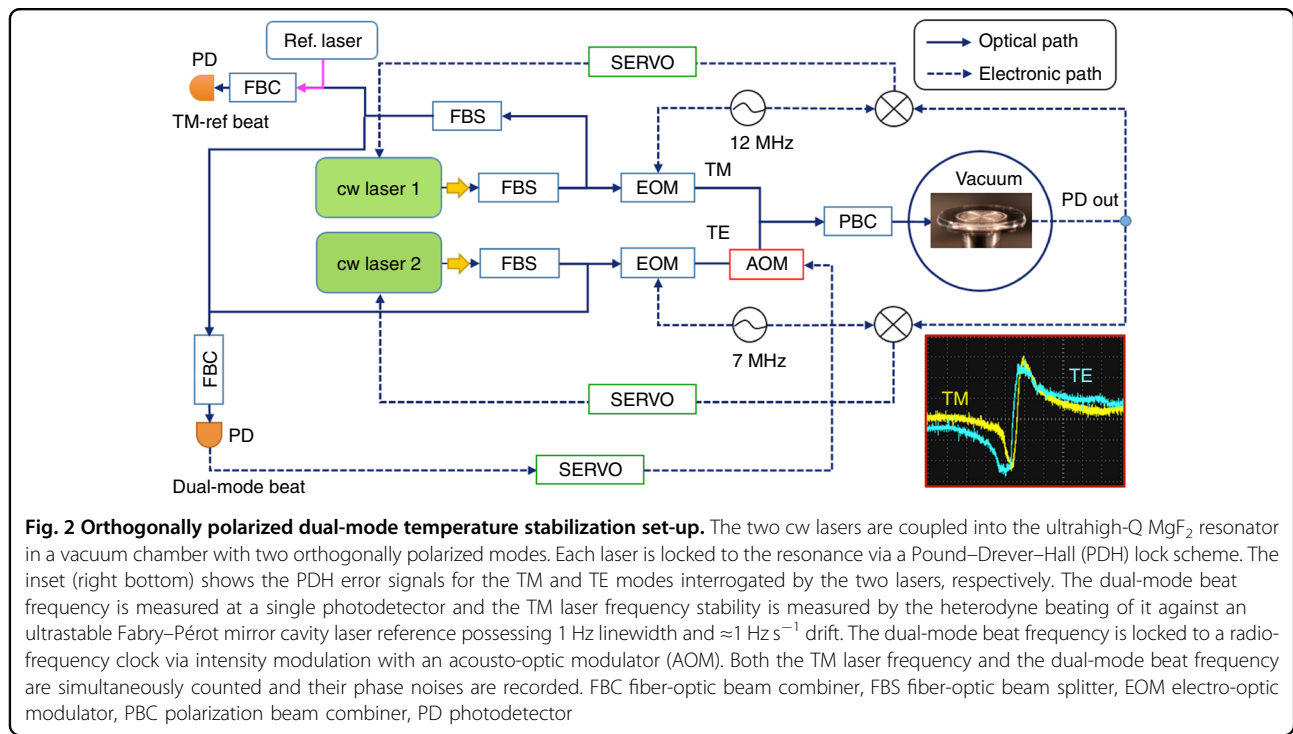 Ref. laser
PD
FBC
TM-ref beat
SERVO
Optical path
Electronic path
FBS
12 MHz
cw laser 1
FBS
EOM
TM
Vacuum
PD out
PBC
TE
cw laser 2
FBS
EOM
AOM
7 MHz
FBC
SERVO
TM
TE
PD
SERVO
Dual-mode beat
Fig. 2 Orthogonally polarized dual-mode temperature stabilization set-up. The two cw lasers are coupled into the ultrahigh-Q MgF₂ resonator
in a vacuum chamber with two orthogonally polarized modes. Each laser is locked to the resonance via a Pound–Drever–Hall (PDH) lock scheme. The
inset (right bottom) shows the PDH error signals for the TM and TE modes interrogated by the two lasers, respectively. The dual-mode beat
frequency is measured at a single photodetector and the TM laser frequency stability is measured by the heterodyne beating of it against an
ultrastable Fabry–Pérot mirror cavity laser reference possessing 1 Hz linewidth and ≈1 Hz s⁻¹ drift. The dual-mode beat frequency is locked to a radio-
frequency clock via intensity modulation with an acousto-optic modulator (AOM). Both the TM laser frequency and the dual-mode beat frequency
are simultaneously counted and their phase noises are recorded. FBC fiber-optic beam combiner, FBS fiber-optic beam splitter, EOM electro-optic
modulator, PBC polarization beam combiner, PD photodetector